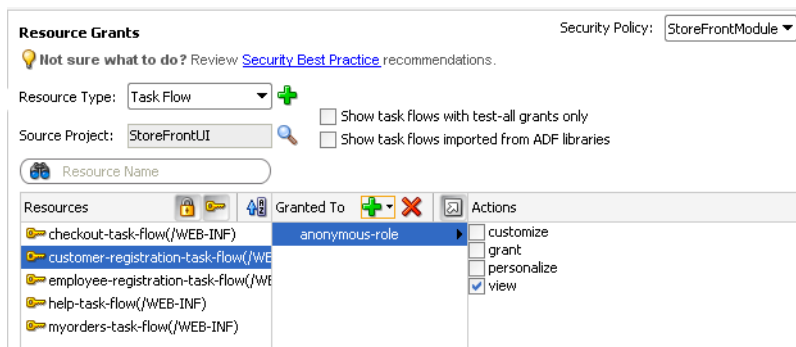 Resource Grants
Security Policy: StoreFrontModule
Not sure what to do? Review Security Best Practice recommendations.
Resource Type: Task Flow
Show task flows with test-all grants only
Source Project: StoreFrontUI
Show task flows imported from ADF libraries
Resource Name
Resources Granted To Actions
checkout-task-flow(/WEB-INF)
customer-registration-task-flow(/WE
employee-registration-task-flow(/WE
help-task-flow(/WEB-INF)
myorders-task-flow(/WEB-INF)
anonymous-role
customize
grant
personalize
view